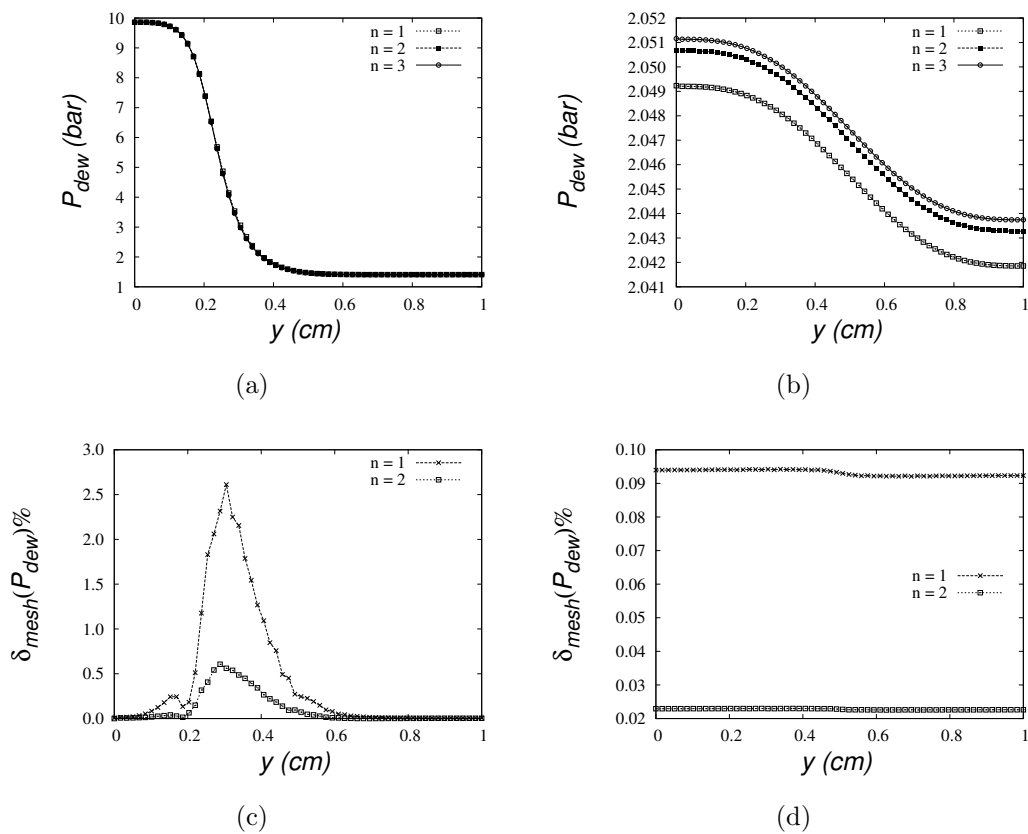 10
9
8
7
6
5
4
3
2
1
P_dew (bar)
n = 1
n = 2
n = 3
0
0.2
0.4
0.6
0.8
1
y (cm)
(a)
2.052
2.051
2.050
2.049
2.048
2.047
2.046
2.045
2.044
2.043
2.042
2.041
P_dew (bar)
n = 1
n = 2
n = 3
0
0.2
0.4
0.6
0.8
1
y (cm)
(b)
3.0
2.5
2.0
1.5
1.0
0.5
0.0
δ_mesh(P_dew)%
n = 1
n = 2
0
0.2
0.4
0.6
0.8
1
y (cm)
(c)
0.10
0.09
0.08
0.07
0.06
0.05
0.04
0.03
0.02
δ_mesh(P_dew)%
n = 1
n = 2
0
0.2
0.4
0.6
0.8
1
y (cm)
(d)